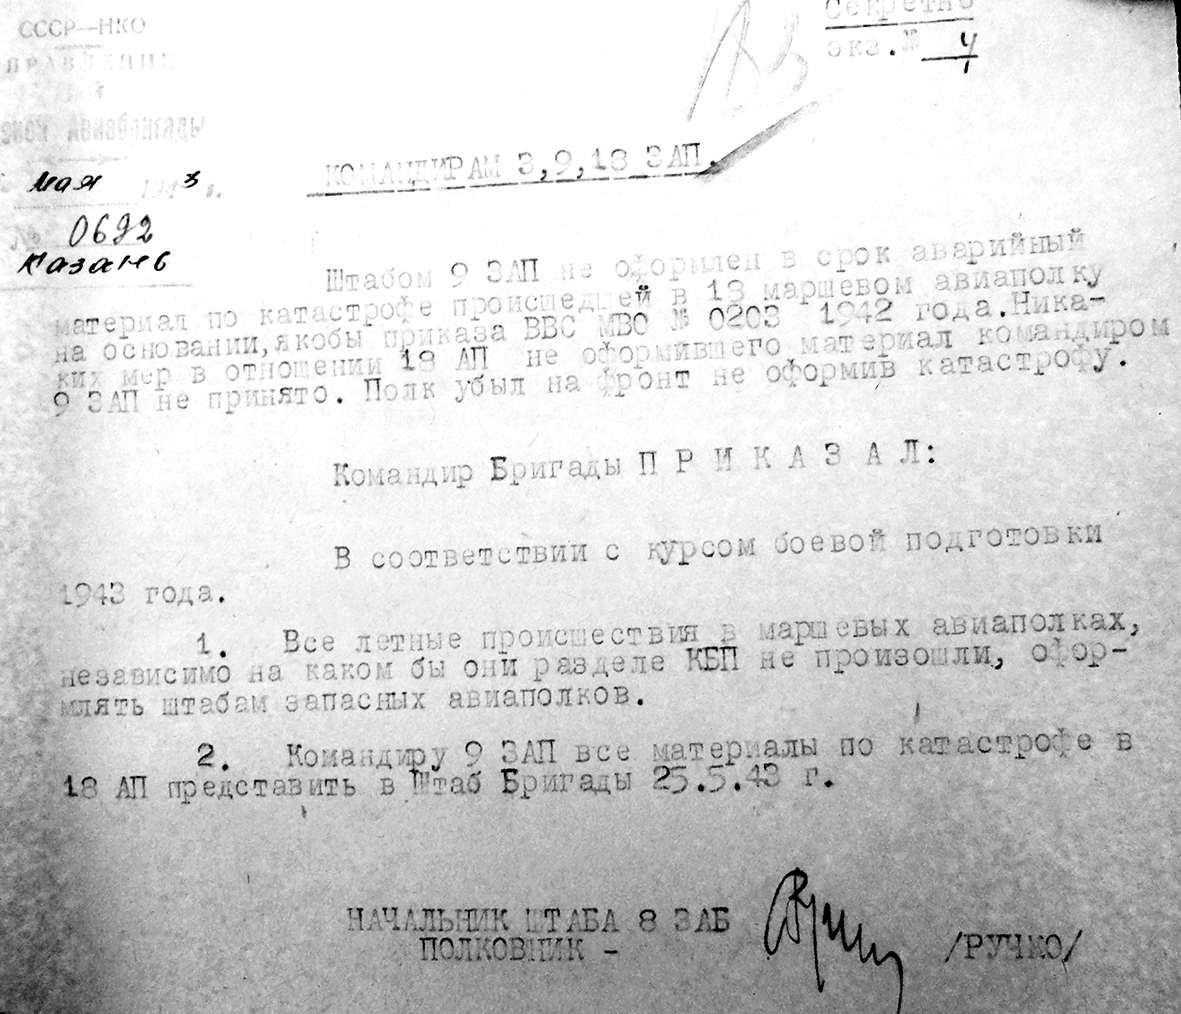 СССР—НКО
Секретно
экз.№ 4
Авиабригады
мая 1943 г.
КОМАНДИРАМ 3,9,18 ЗАП.
№ 0692
Казань
Штабом 9 ЗАП не оформлен в срок аварийный
материал по катастрофе происшедшей в 18 маршевом авиаполку
на основании,якобы приказа ВВС МВО № 0203 1942 года.Ника-
ких мер в отношении 18 АП не оформившего материал командиром
9 ЗАП не принято. Полк убыл на фронт не оформив катастрофу.
Командир Бригады П Р И К А З А Л:
В соответствии с курсом боевой подготовки
1943 года.
1. Все летные происшествия в маршевых авиаполках,
независимо на каком бы они разделе КБП не произошли, офор-
млять штабам запасных авиаполков.
2. Командиру 9 ЗАП все материалы по катастрофе в
18 АП представить в Штаб Бригады 25.5.43 г.
НАЧАЛЬНИК ШТАБА 8 ЗАБ
ПОЛКОВНИК – /РУЧКО/